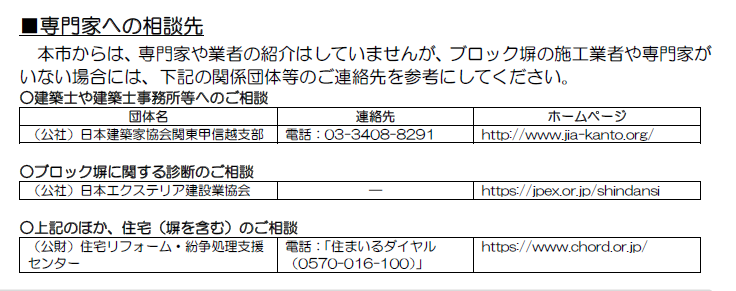 ■専門家への相談先
本市からは、専門家や業者の紹介はしていませんが、ブロック塀の施工業者や専門家が
いない場合には、下記の関係団体等のご連絡先を参考にしてください。
〇建築士や建築士事務所等へのご相談
団体名 連絡先 ホームページ
（公社）日本建築家協会関東甲信越支部 電話：03-3408-8291 http://www.jia-kanto.org/
〇ブロック塀に関する診断のご相談
（公社）日本エクステリア建設業協会 － https://jpex.or.jp/shindansi
〇上記のほか、住宅（塀を含む）のご相談
（公財）住宅リフォーム・紛争処理支援 電話：「住まいるダイヤル https://www.chord.or.jp/
センター （0570-016-100）」